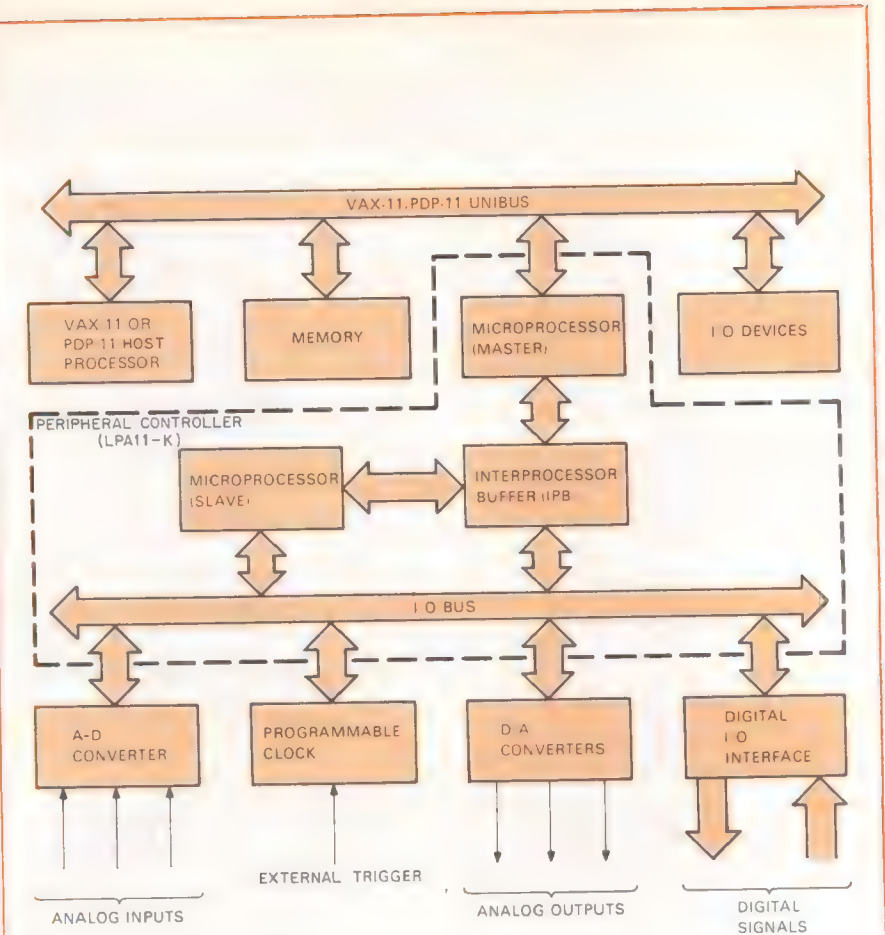 VAX-11.PDP-11 UNIBUS
VAX 11 OR
PDP 11 HOST
PROCESSOR
MEMORY
MICROPROCESSOR
(MASTER)
I O DEVICES
PERIPHERAL CONTROLLER
(LPA11-K)
MICROPROCESSOR
(SLAVE)
INTERPROCESSOR
BUFFER (IPB
I O BUS
A-D
CONVERTER
PROGRAMMABLE
CLOCK
D A
CONVERTERS
DIGITAL
I O
INTERFACE
EXTERNAL TRIGGER
ANALOG INPUTS
ANALOG OUTPUTS
DIGITAL
SIGNALS